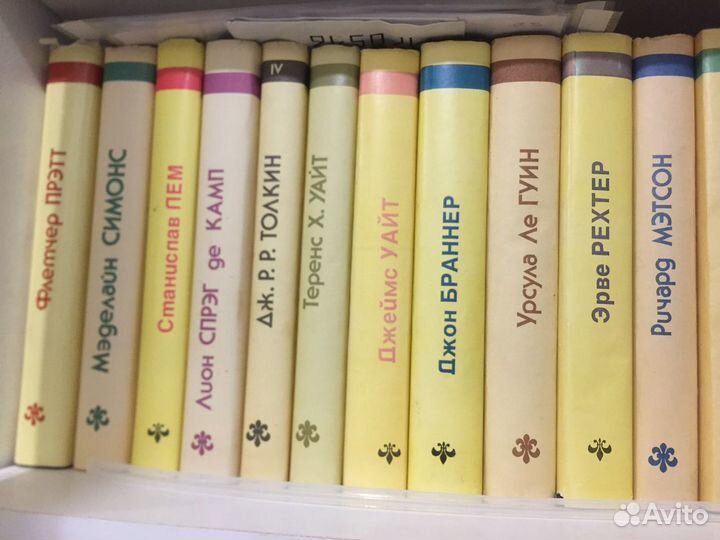 Флетчер ПРЭТТ
Мэделайн СИМОНС
Станислав ЛЕМ
Лион СПРЭГ де КАМП
IV
Дж. Р. Р. ТОЛКИН
Теренс Х. УАЙТ
Джеймс УАЙТ
Джон БРАННЕР
Урсула Ле ГУИН
Эрве РЕХТЕР
Ричард МЭТСОН
Avito